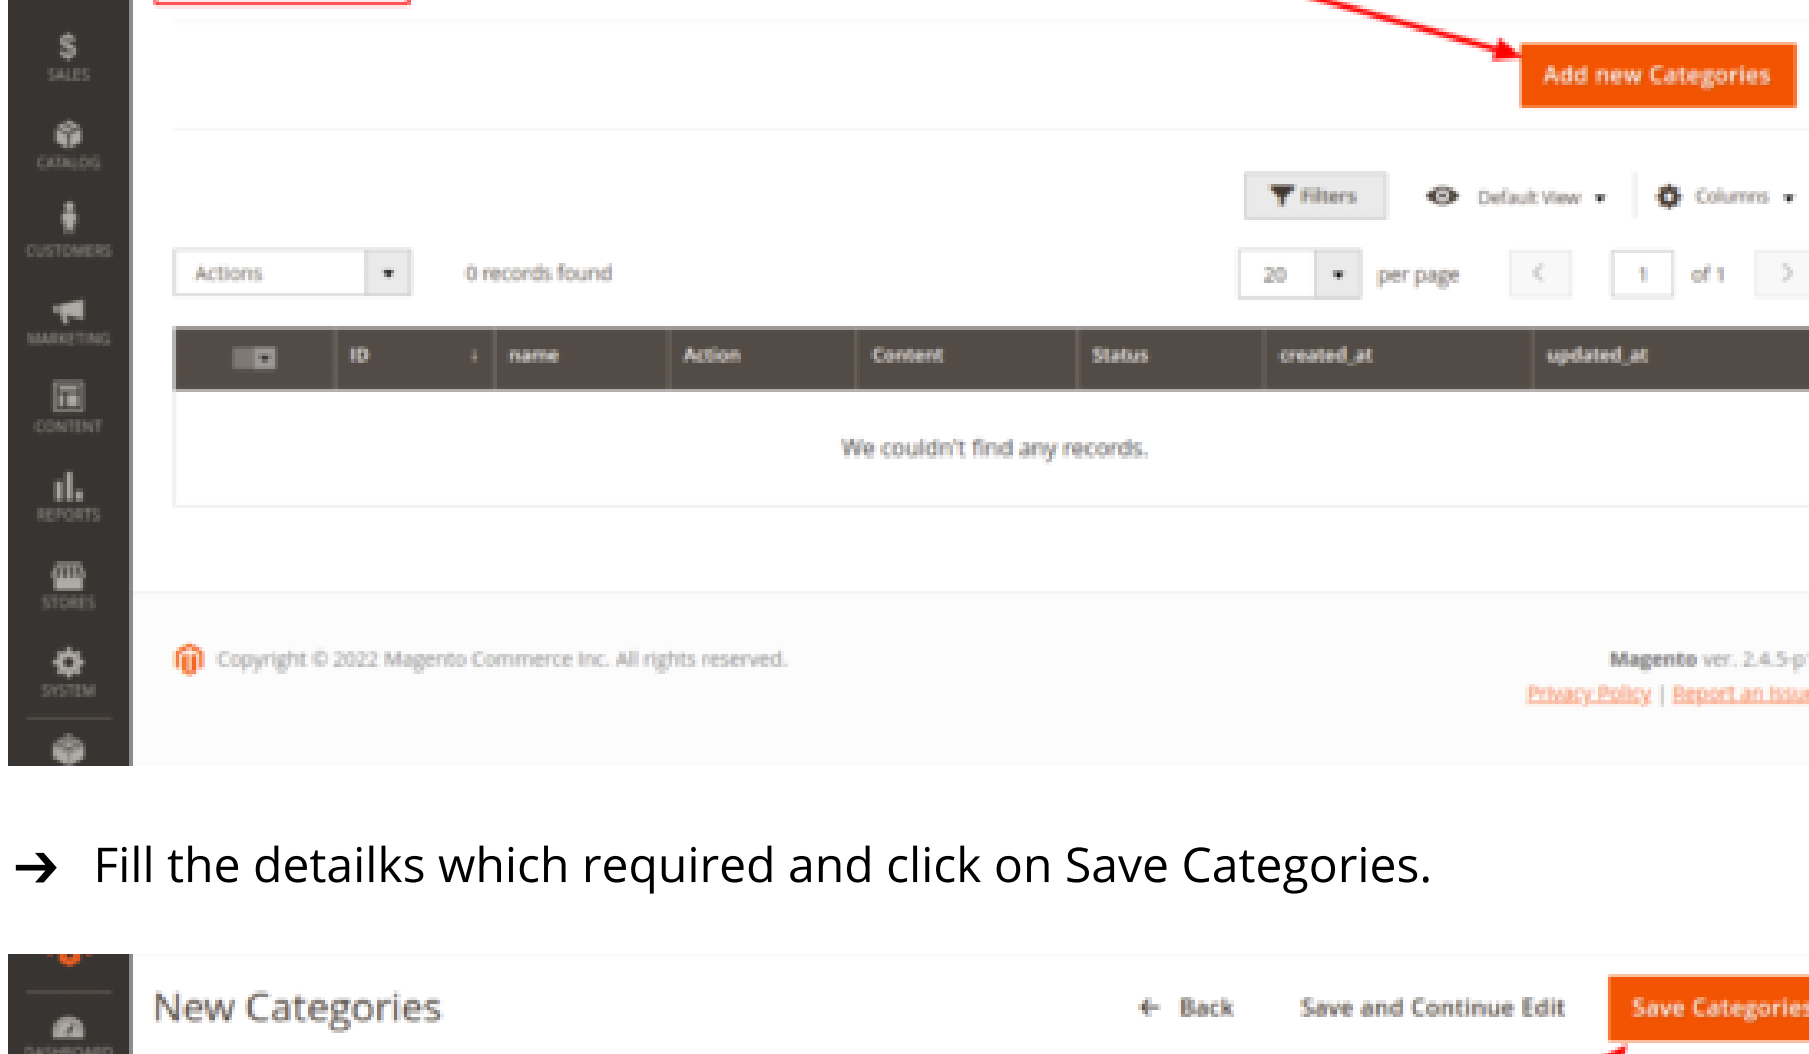 SALES
Add new Categories
CATALOG
Filters Default View Columns
CUSTOMERS
Actions 0 records found 20 per page 1 of 1
MARKETING
ID name Action Content Status created_at updated_at
CONTENT
We couldn't find any records.
REPORTS
STORES
Copyright © 2022 Magento Commerce Inc. All rights reserved. Magento ver. 2.4.5-p1
SYSTEM
Privacy Policy | Report an Issue
→ Fill the detailks which required and click on Save Categories.
New Categories ← Back Save and Continue Edit Save Categories
DASHBOARD